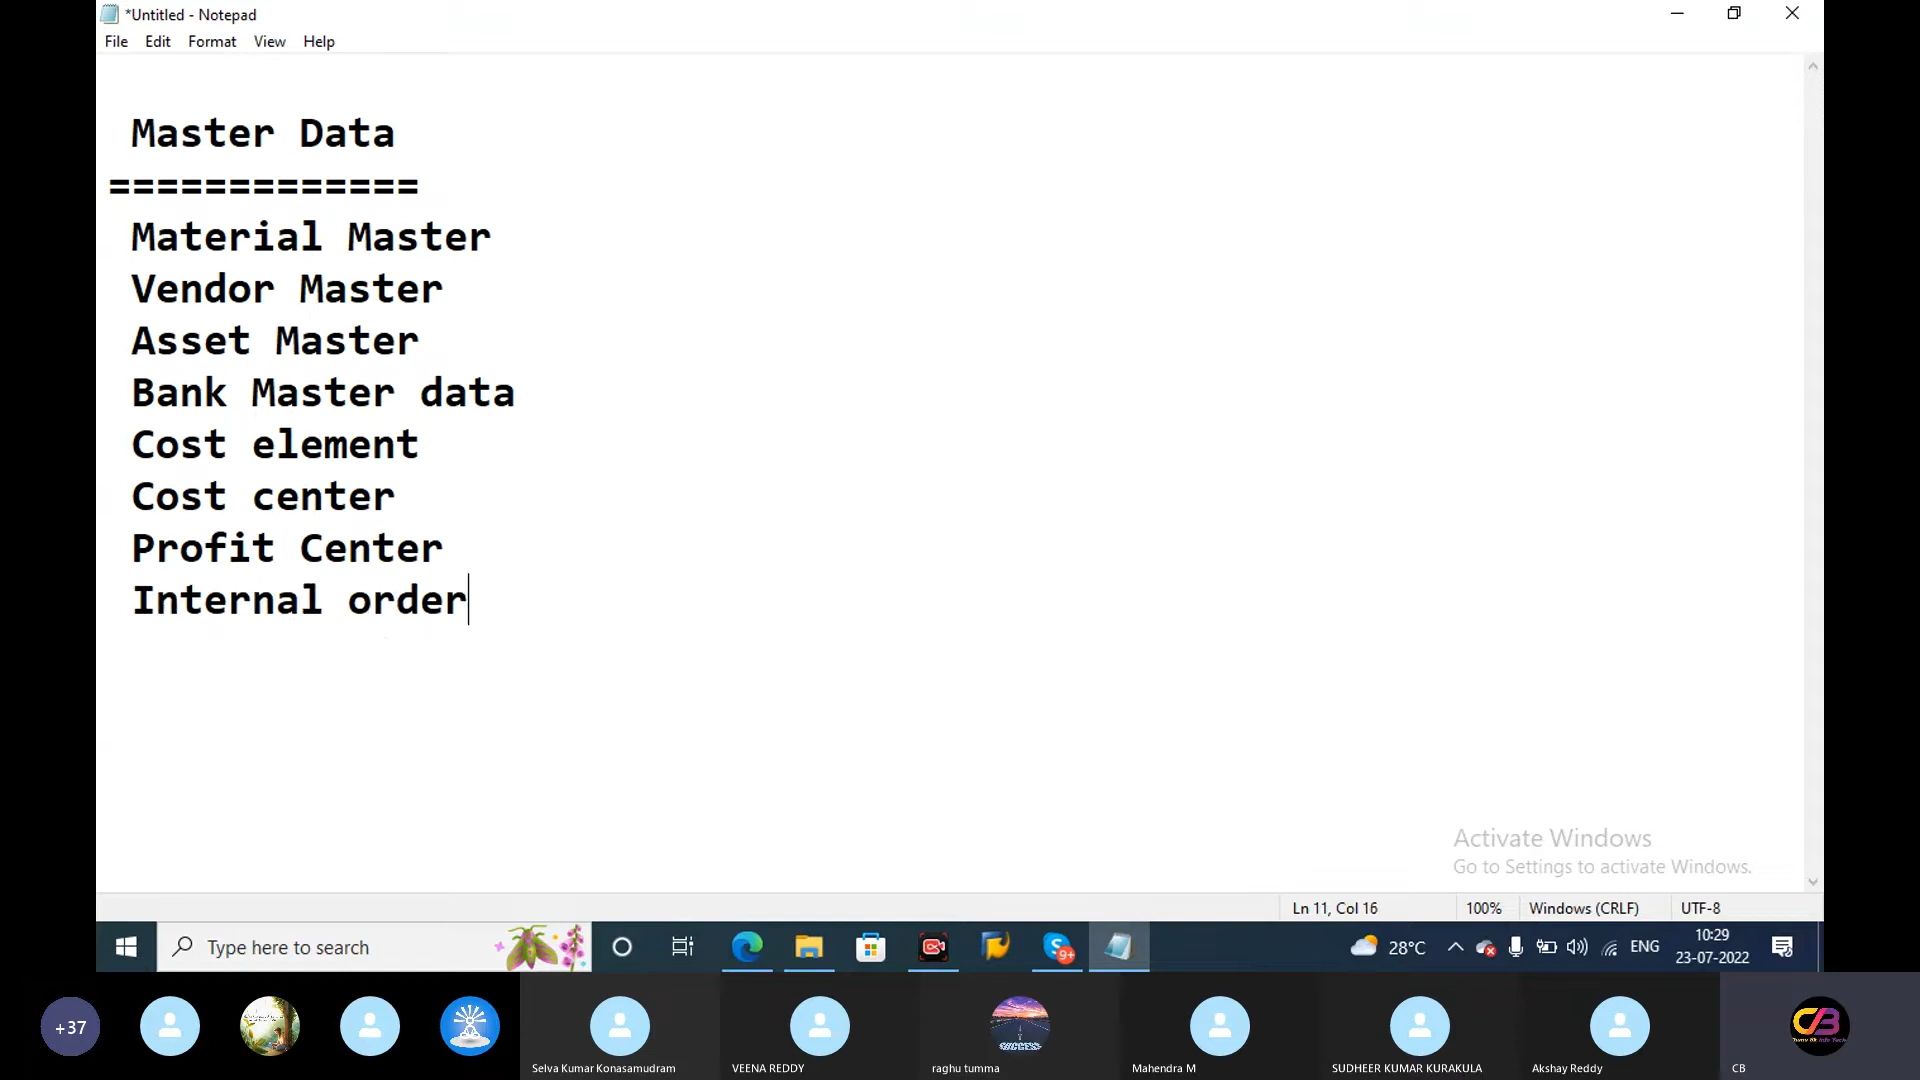 *Untitled - Notepad
File Edit Format View Help
Master Data
=============
Material Master
Vendor Master
Asset Master
Bank Master data
Cost element
Cost center
Profit Center
Internal order
Activate Windows
Go to Settings to activate Windows.
Ln 11, Col 16 100% Windows (CRLF) UTF-8
Type here to search
9+
28°C
ENG
10:29
23-07-2022
+37
SUCCESS
CB
Selva Kumar Konasamudram
VEENA REDDY
raghu tumma
Mahendra M
SUDHEER KUMAR KURAKULA
Akshay Reddy
CB